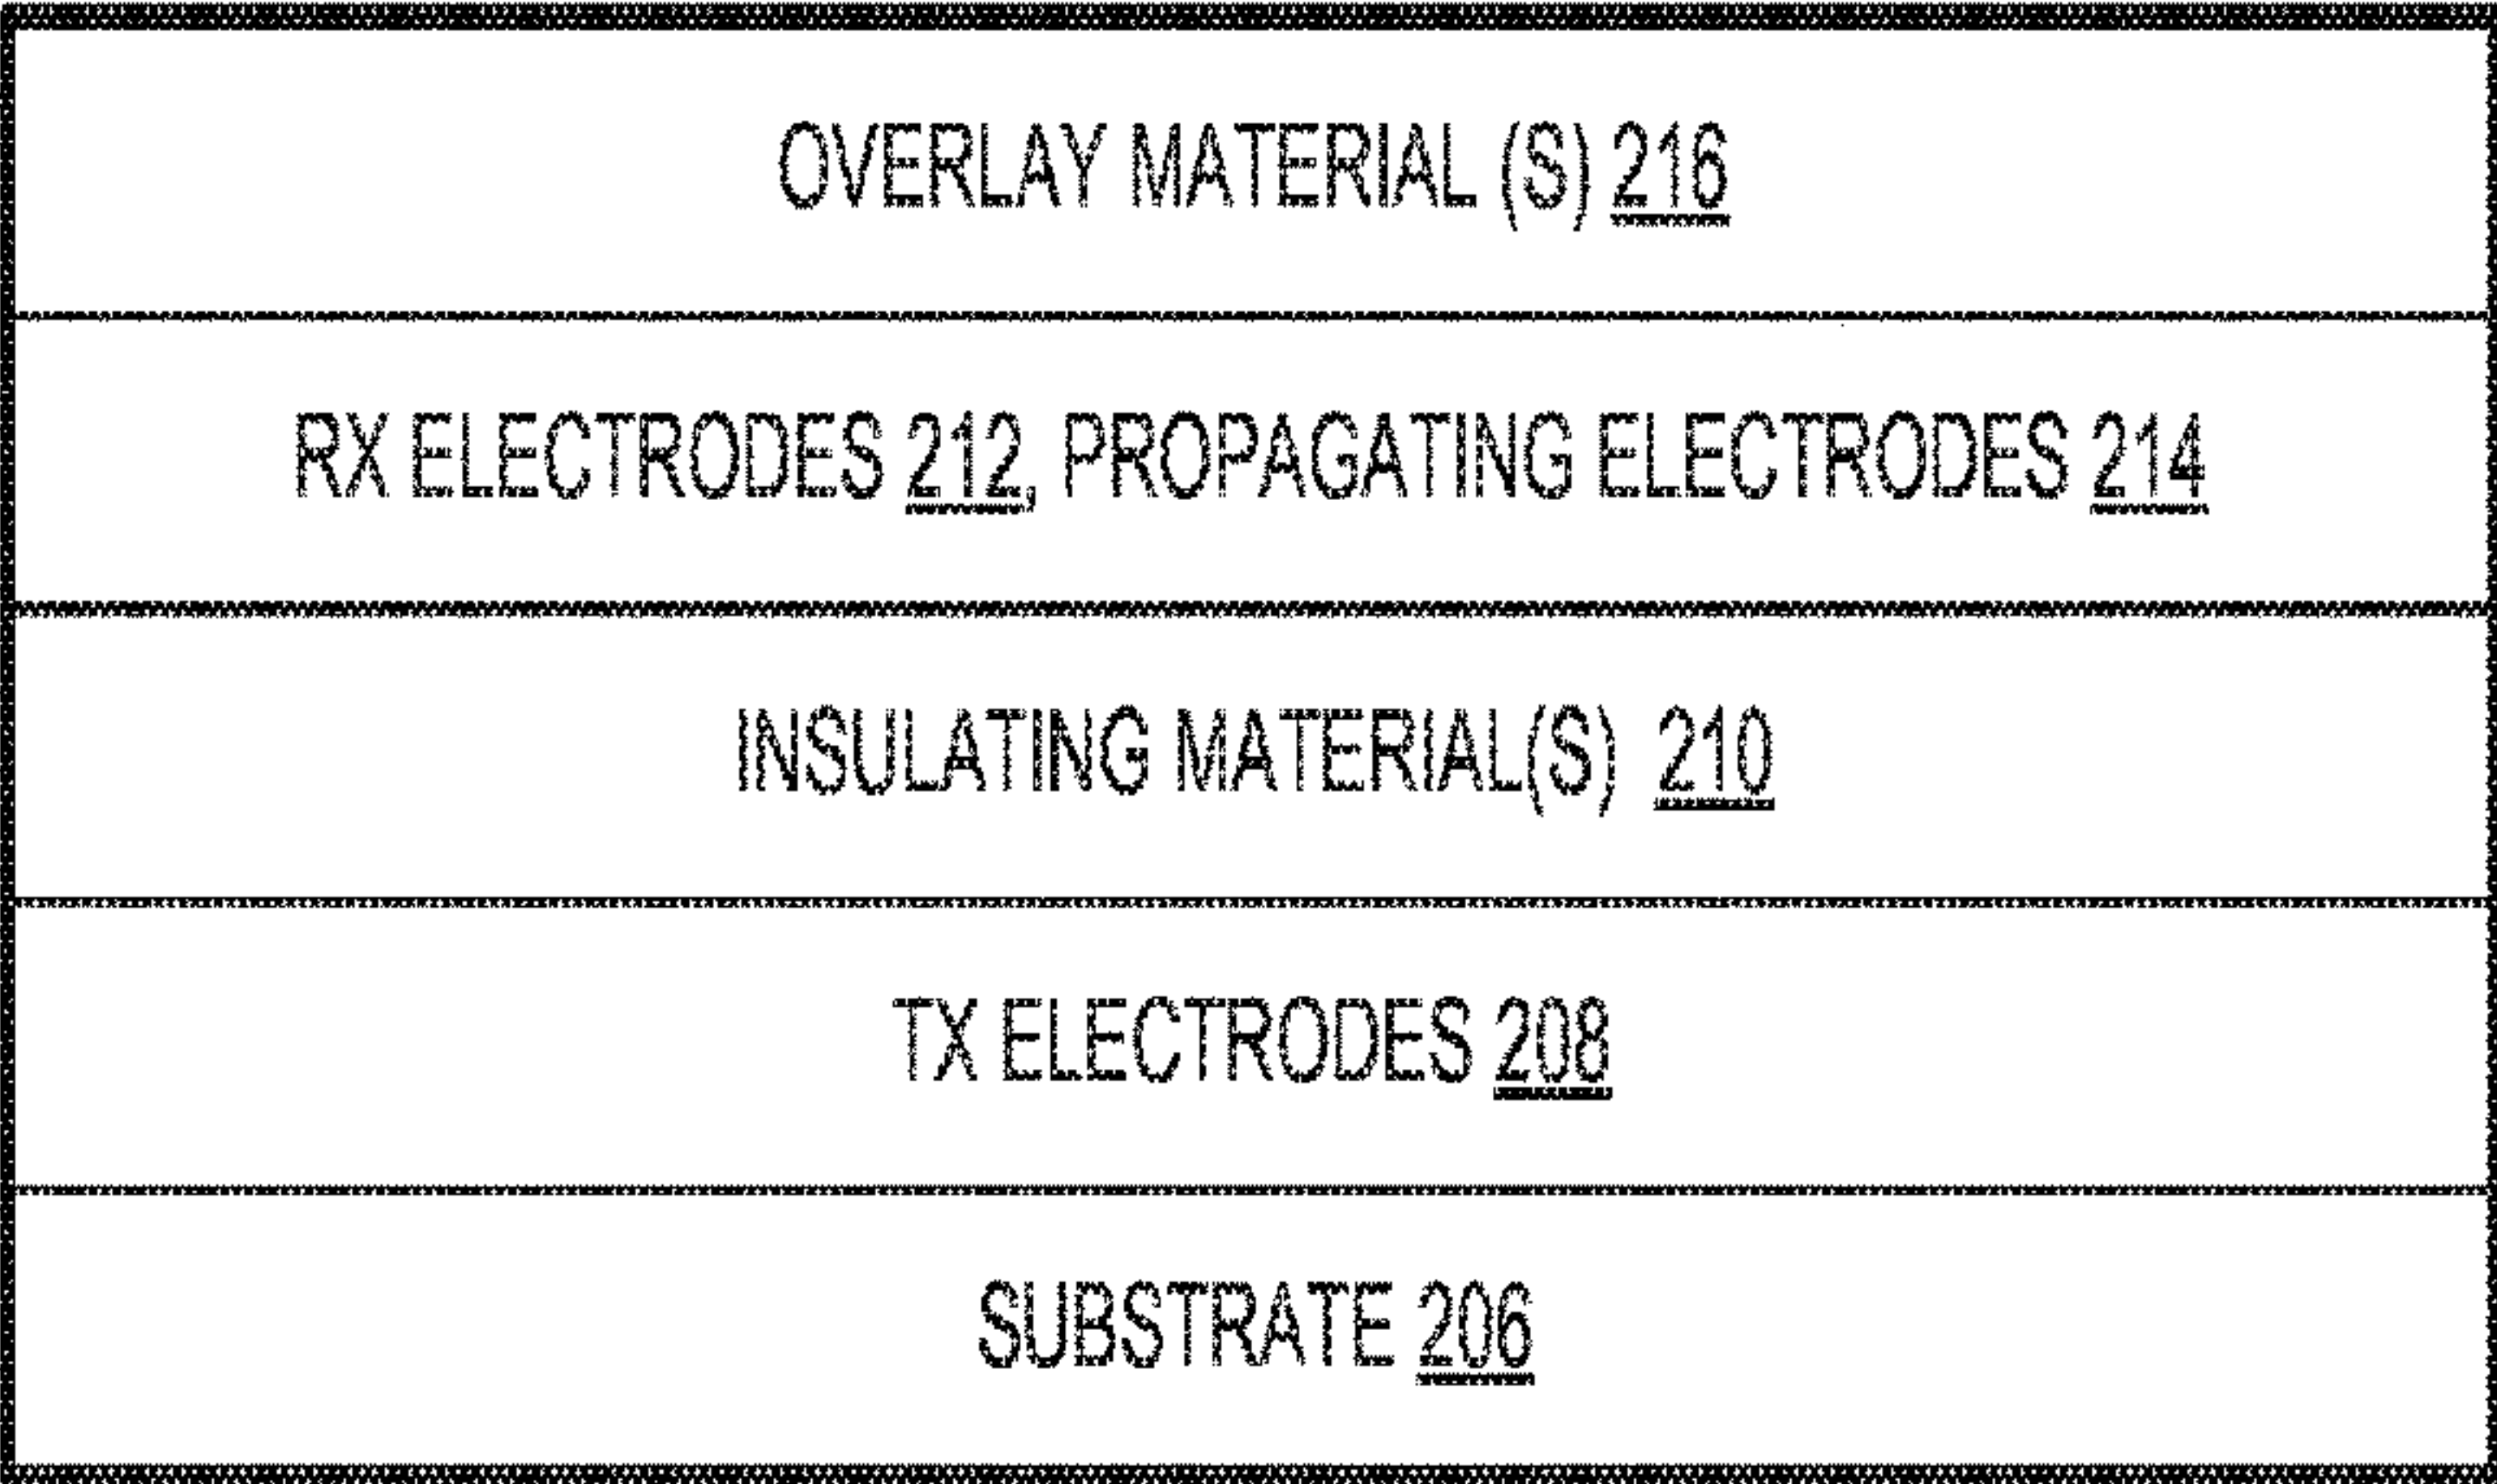 OVERLAY MATERIAL (S) 216
RX ELECTRODES 212, PROPAGATING ELECTRODES 214
INSULATING MATERIAL(S) 210
TX ELECTRODES 208
SUBSTRATE 206